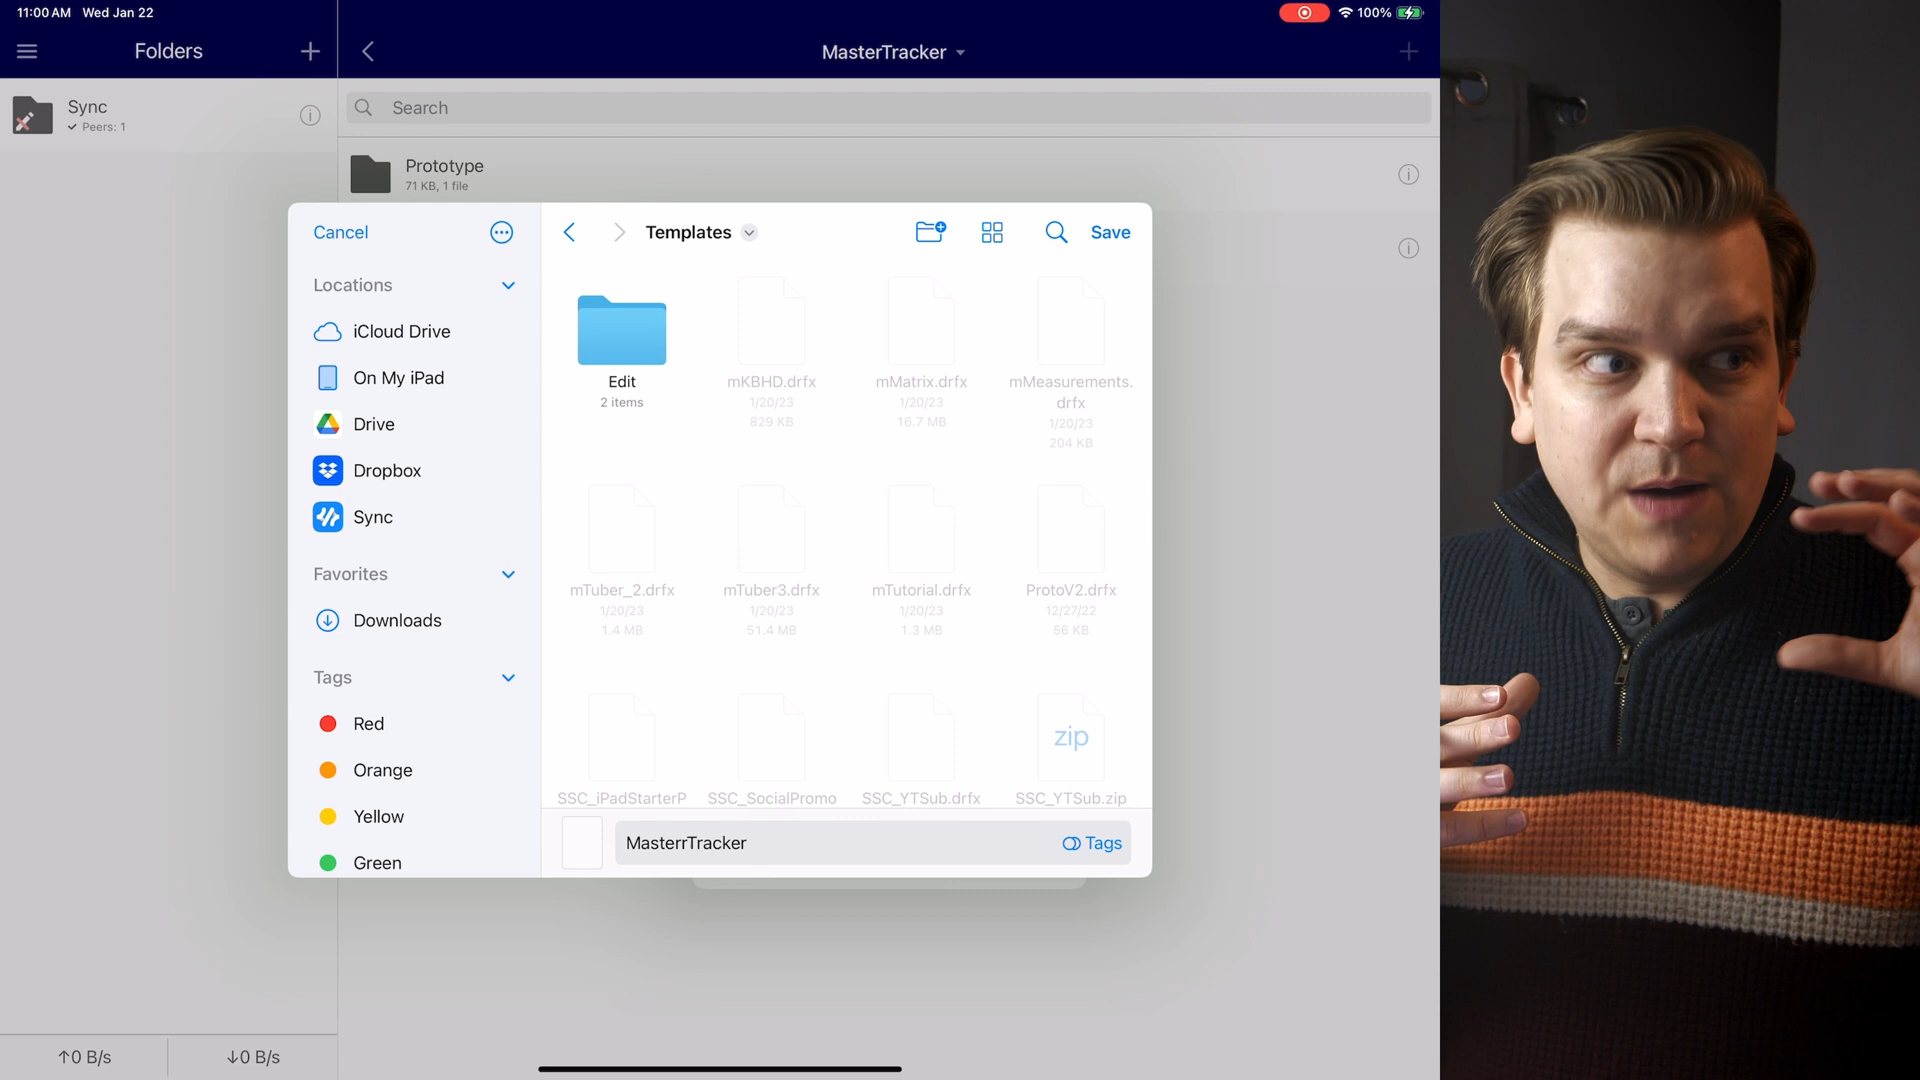 11:00 AM Wed Jan 22
100%
Folders
MasterTracker
Sync
Peers: 1
Search
Prototype
71 KB, 1 file
Cancel
Templates
Save
Locations
iCloud Drive
On My iPad
Drive
Dropbox
Sync
Favorites
Downloads
Tags
Red
Orange
Yellow
Green
Edit
2 items
mKBHD.drfx
1/20/23
829 KB
mMatrix.drfx
1/20/23
16.7 MB
mMeasurements.
drfx
1/20/23
204 KB
mTuber_2.drfx
1/20/23
1.4 MB
mTuber3.drfx
1/20/23
51.4 MB
mTutorial.drfx
1/20/23
1.3 MB
ProtoV2.drfx
12/27/22
56 KB
SSC_iPadStarterP
SSC_SocialPromo
SSC_YTSub.drfx
zip
SSC_YTSub.zip
MasterrTracker
Tags
↑0 B/s
↓0 B/s